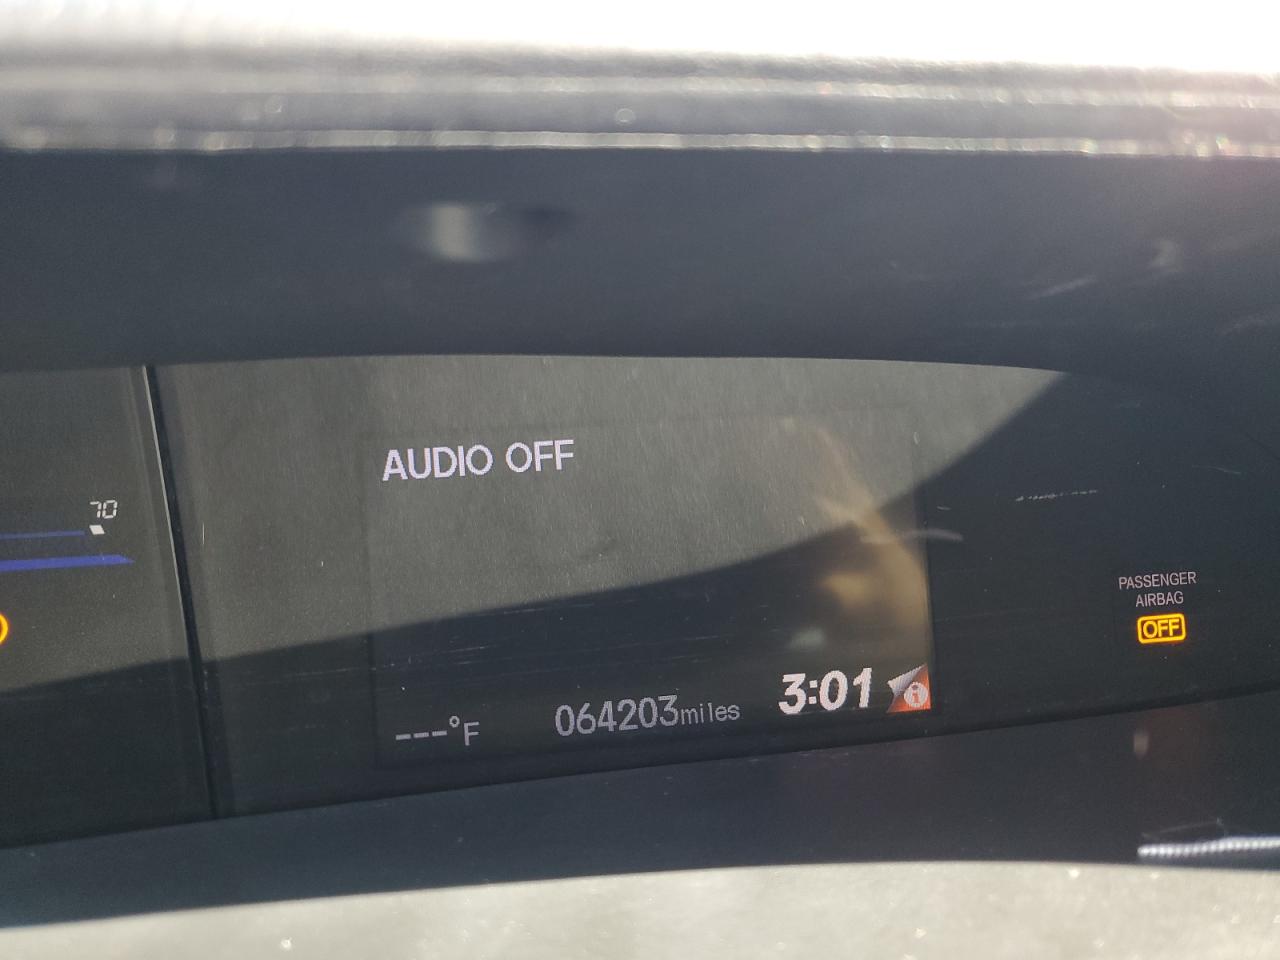 70
AUDIO OFF
PASSENGER
AIRBAG
OFF
---°F 064203miles 3:01 i